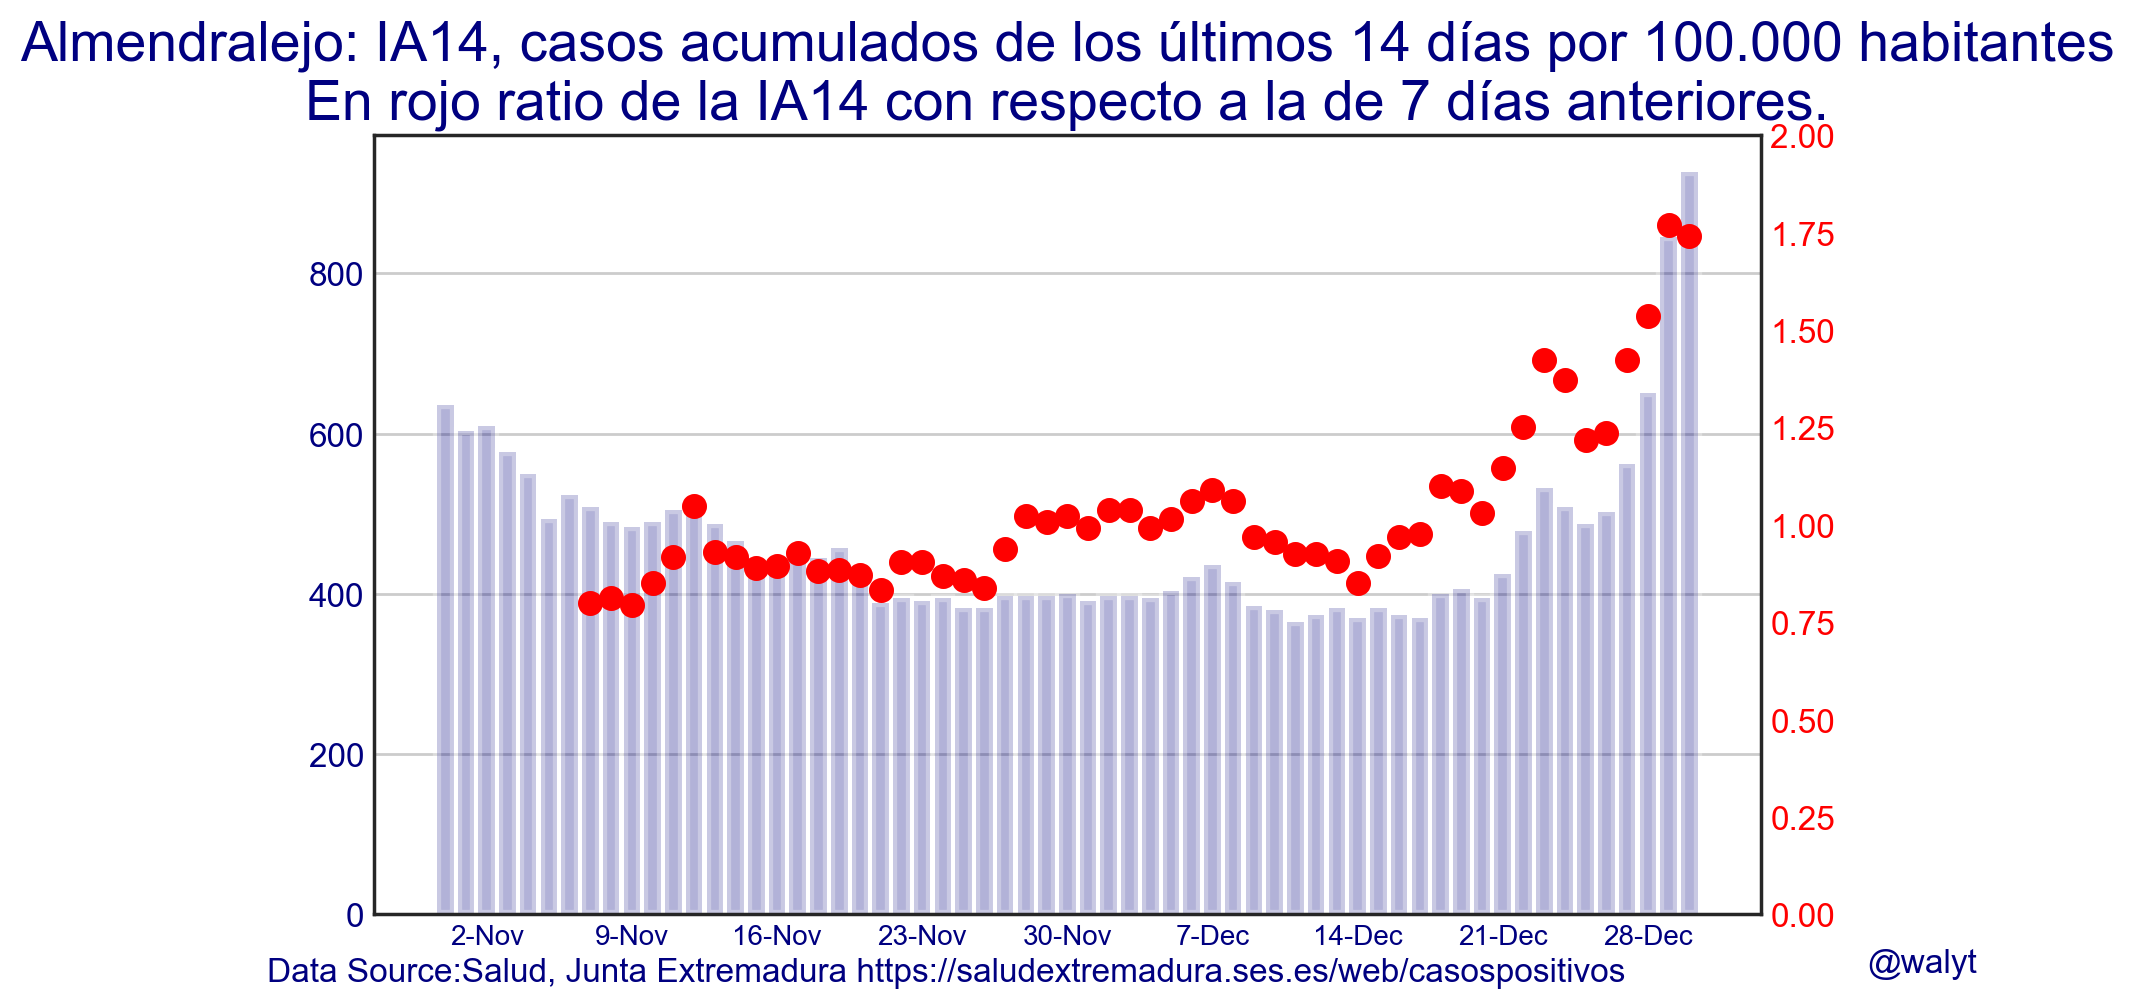 Almendralejo: IA14, casos acumulados de los últimos 14 días por 100.000 habitantes
En rojo ratio de la IA14 con respecto a la de 7 días anteriores.
2.00
1.75
800
1.50
1.25
600
1.00
400
0.75
0.50
200
0.25
0
0.00
2-Nov 9-Nov 16-Nov 23-Nov 30-Nov 7-Dec 14-Dec 21-Dec 28-Dec
Data Source:Salud, Junta Extremadura https://saludextremadura.ses.es/web/casospositivos
@walyt